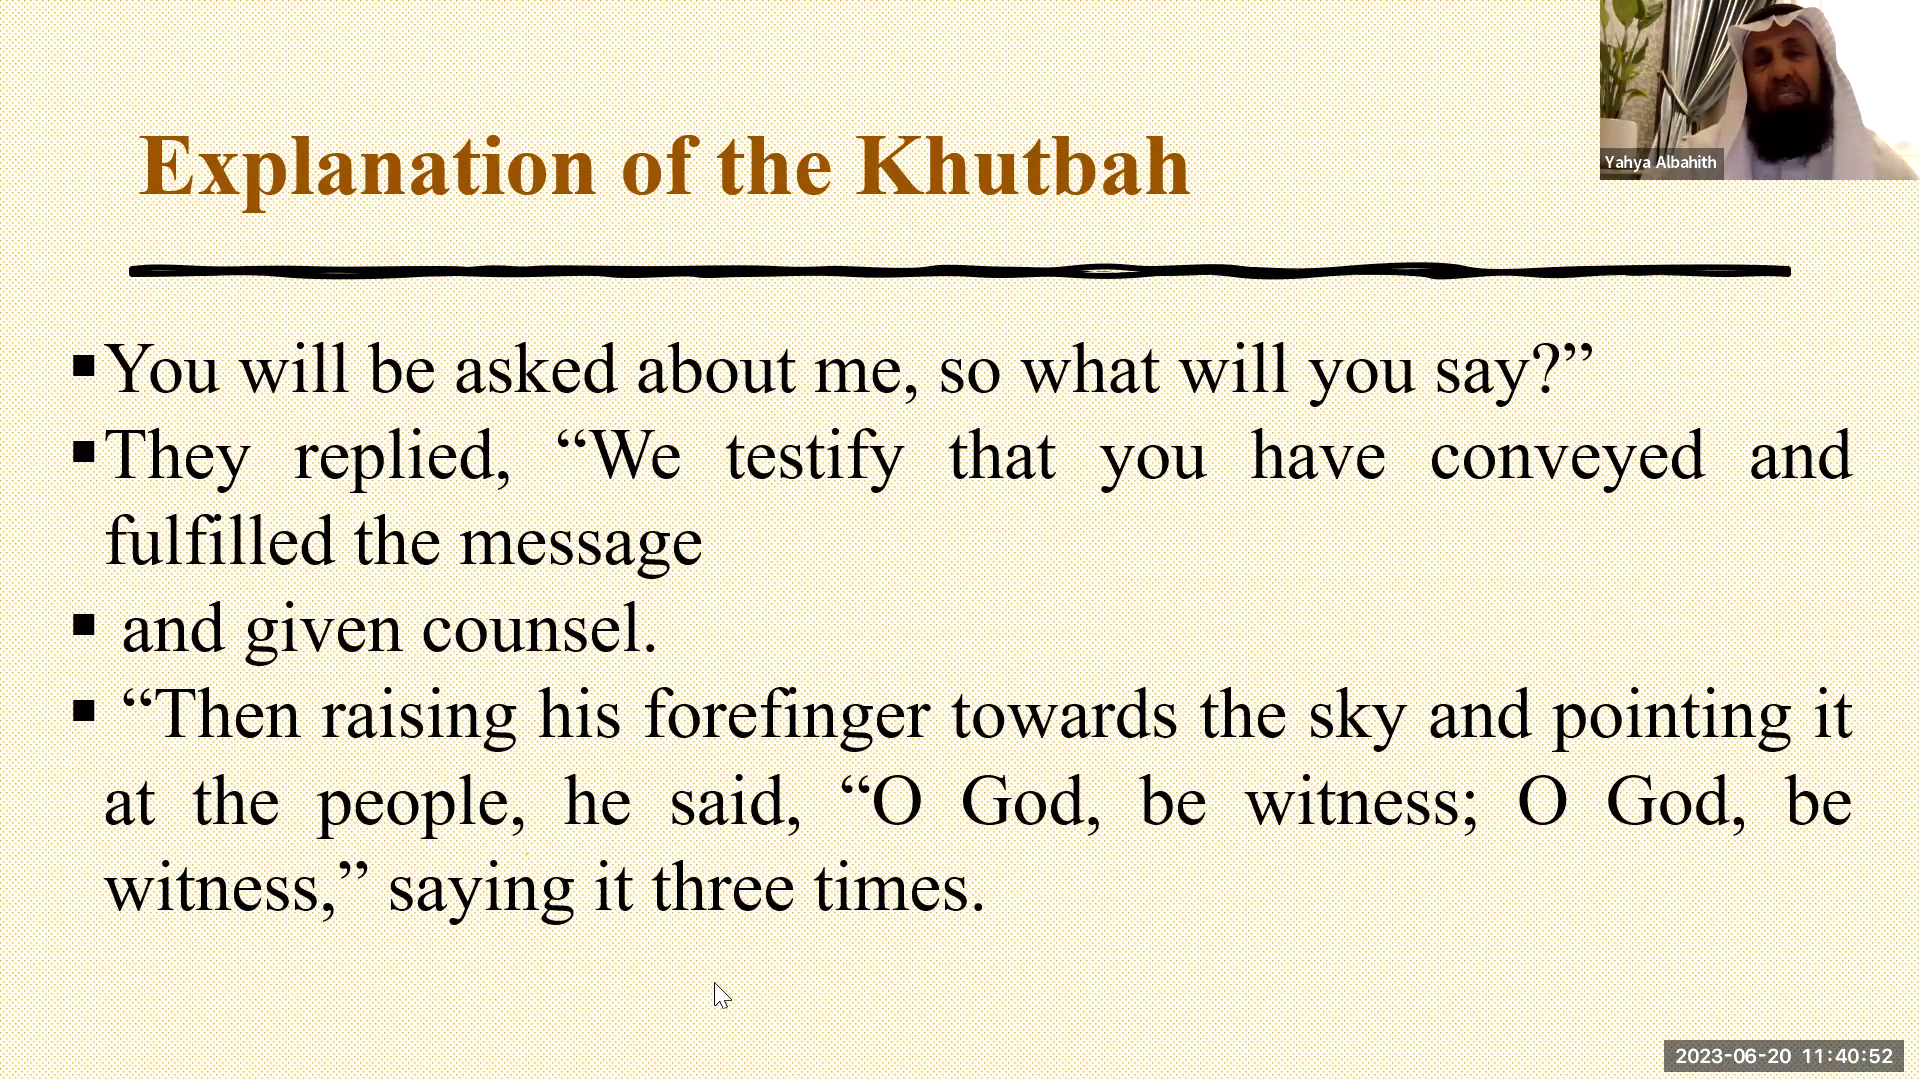 Yahya Albahith
Explanation of the Khutbah
▪You will be asked about me, so what will you say?”
▪They replied, “We testify that you have conveyed and
fulfilled the message
▪ and given counsel.
▪ “Then raising his forefinger towards the sky and pointing it
at the people, he said, “O God, be witness; O God, be
witness,” saying it three times.
2023-06-20 11:40:52